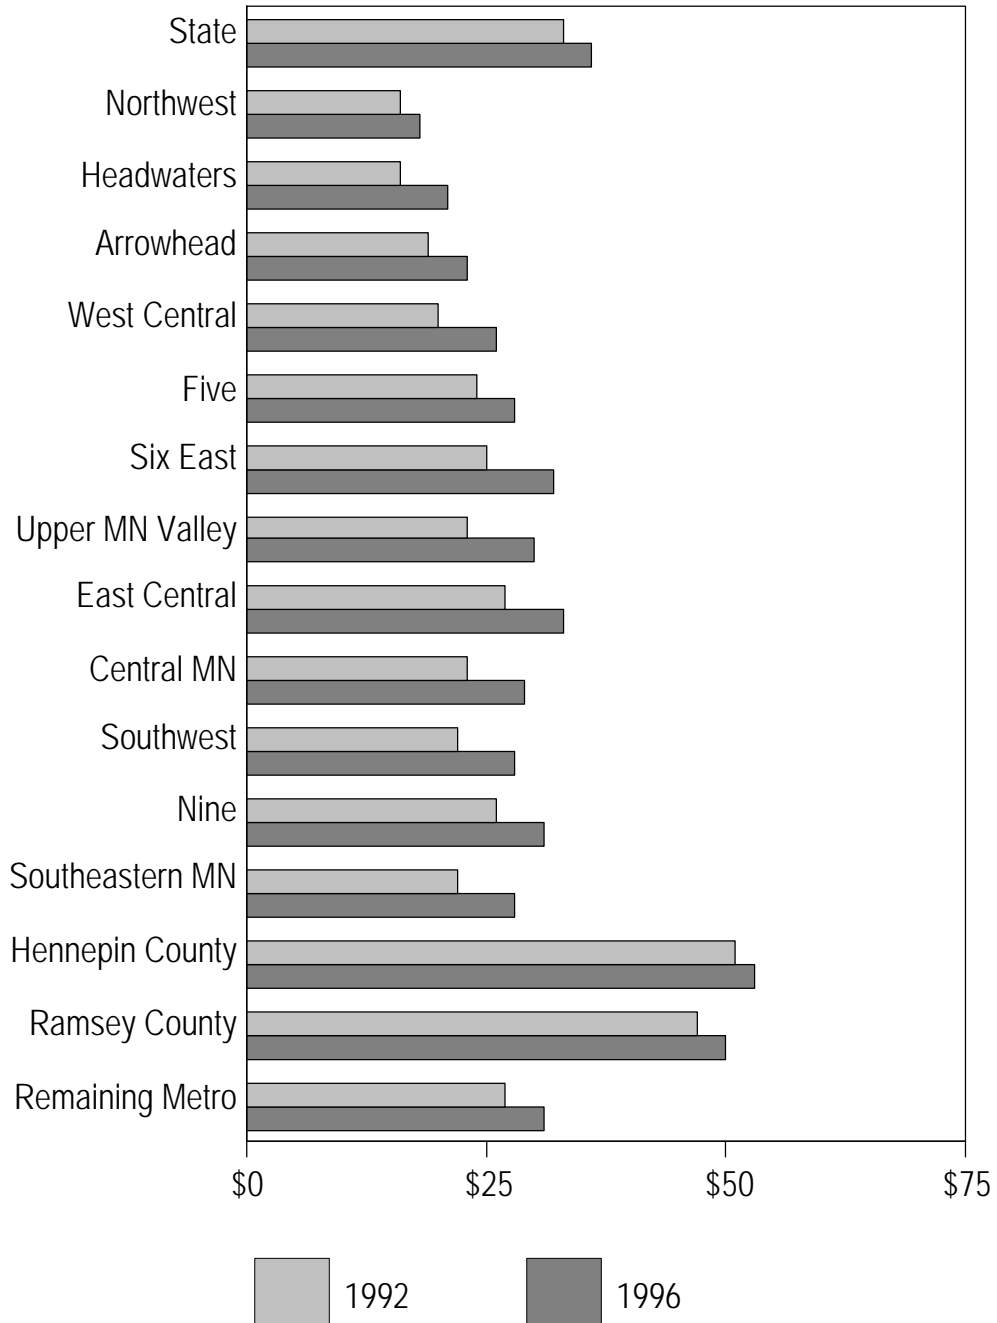 State
Northwest
Headwaters
Arrowhead
West Central
Five
Six East
Upper MN Valley
East Central
Central MN
Southwest
Nine
Southeastern MN
Hennepin County
Ramsey County
Remaining Metro
$0 $25 $50 $75
1992 1996